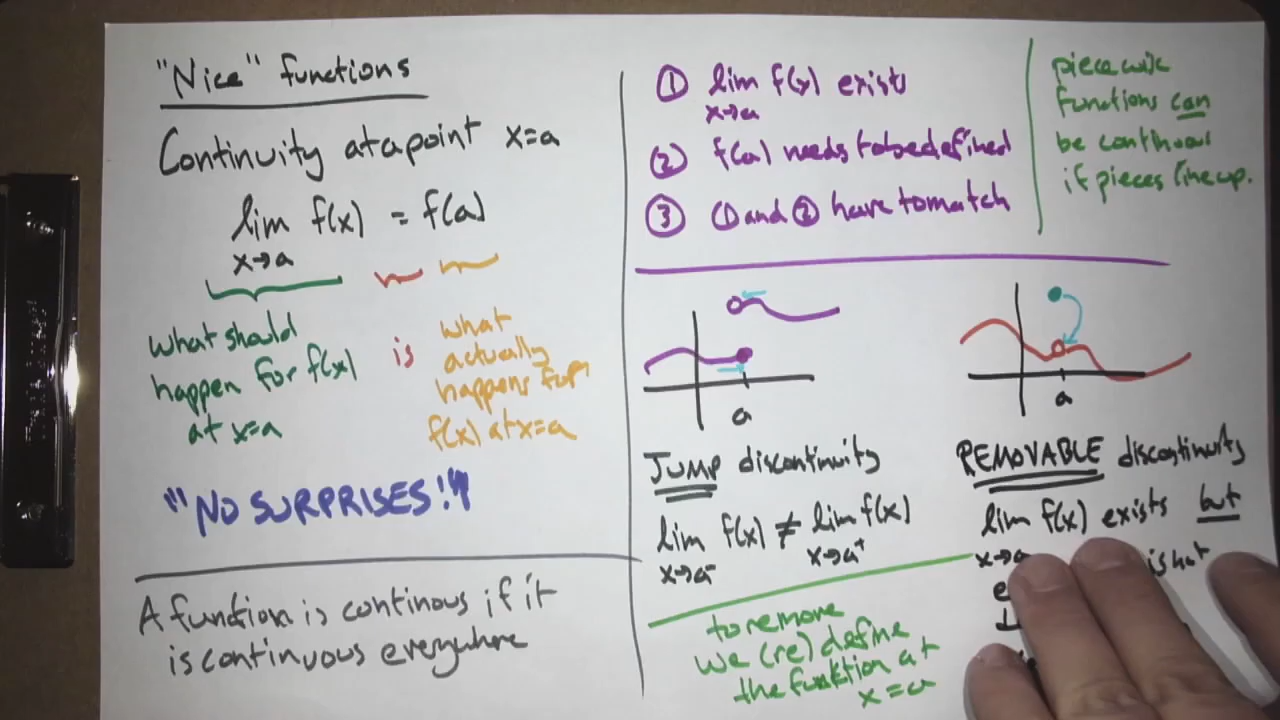 "Nice" functions
Continuity at a point x=a
lim f(x) = f(a)
x→a
what should
happen for f(x)
at x=a
is
what
actually
happens for
f(x) at x=a
"NO SURPRISES!"
A function is continous if it
is continuous everywhere
① lim f(x) exists
x→a
② f(a) needs to be defined
③ ① and ② have to match
piecewise
functions can
be continuous
if pieces line up.
a
JUMP discontinuity
lim f(x) ≠ lim f(x)
x→a⁻ x→a⁺
a
REMOVABLE discontinuity
lim f(x) exists but
x→a is not
to remove
we (re)define
the function at
x=a